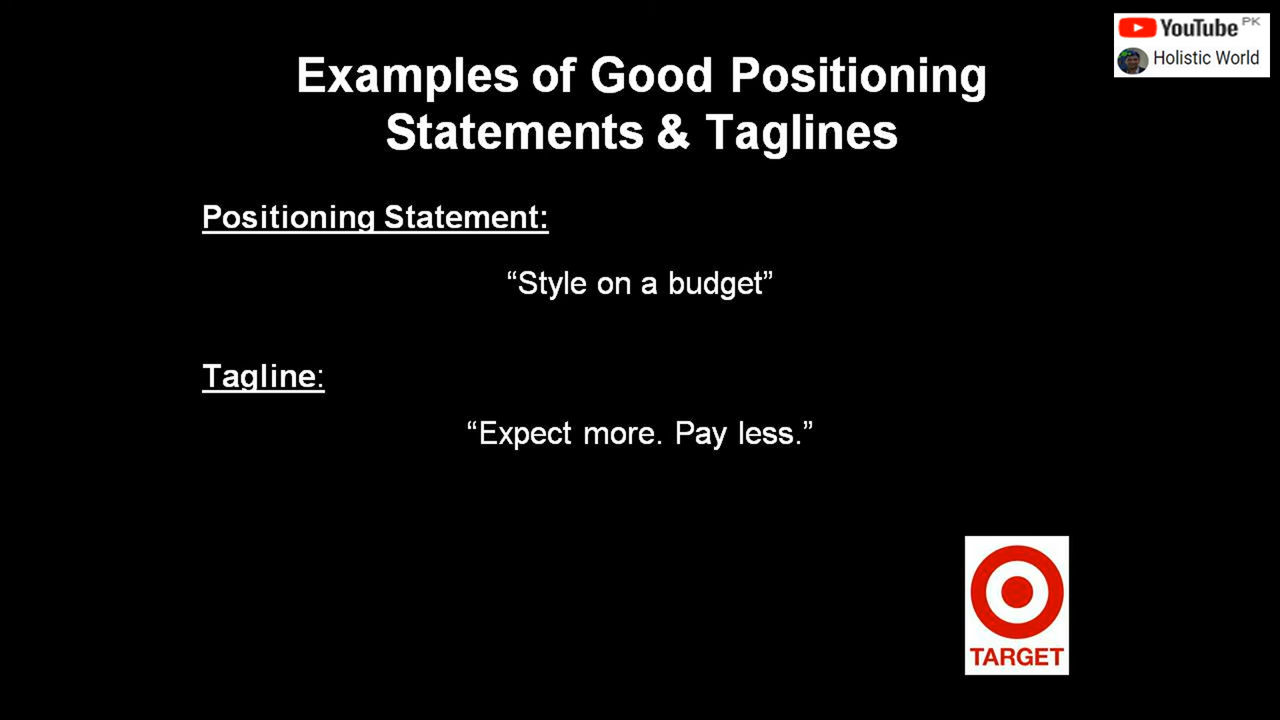 YouTube PK
Holistic World
Examples of Good Positioning
Statements & Taglines
Positioning Statement:
“Style on a budget”
Tagline:
“Expect more. Pay less.”
TARGET